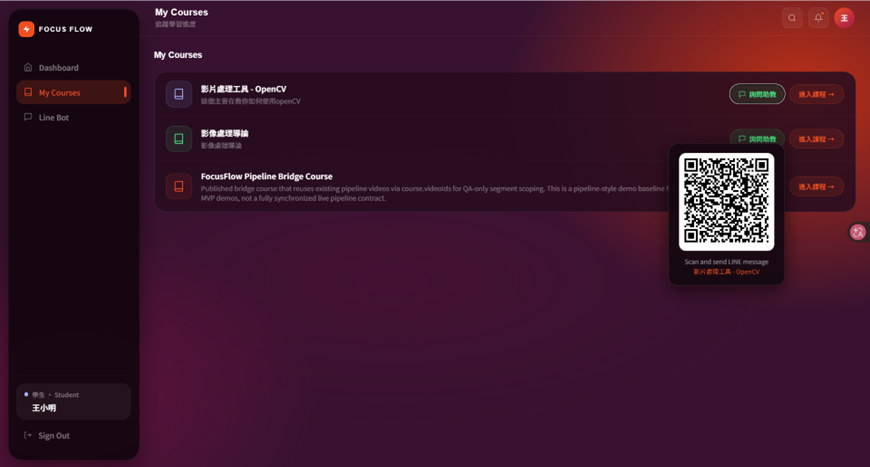 FOCUS FLOW
Dashboard
My Courses
Line Bot
學生 • Student
王小明
Sign Out
My Courses
追蹤學習進度
王
My Courses
影片處理工具 - OpenCV
這個主要在教你如何使用openCV
詢問助教
進入課程 →
影像處理導論
影像處理導論
詢問助教
進入課程 →
FocusFlow Pipeline Bridge Course
Published bridge course that reuses existing pipeline videos via course.videoIds for QA-only segment scoping. This is a pipeline-style demo baseline
MVP demos, not a fully synchronized live pipeline contract.
進入課程 →
Scan and send LINE message
影片處理工具 - OpenCV